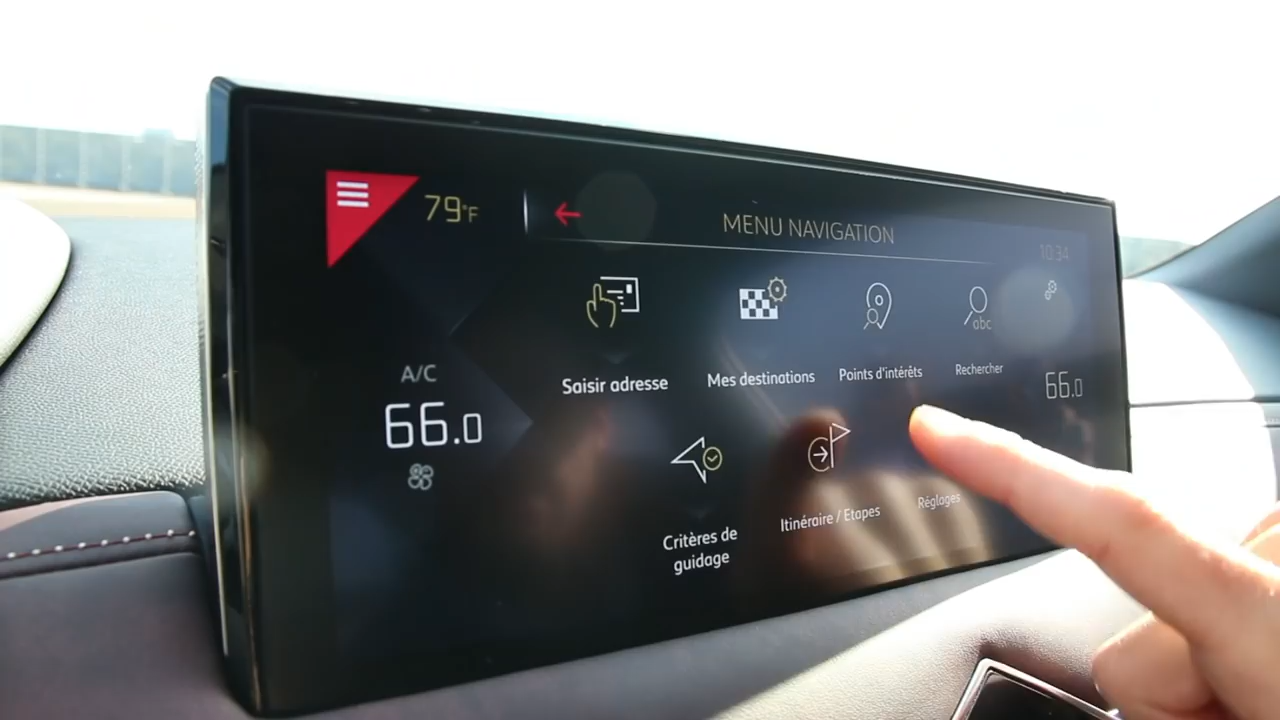 79°F
MENU NAVIGATION
10:34
abc
Saisir adresse
Mes destinations
Points d'intérêts
Rechercher
A/C
66.0
66.0
Critères de
guidage
Itinéraire / Etapes
Réglages